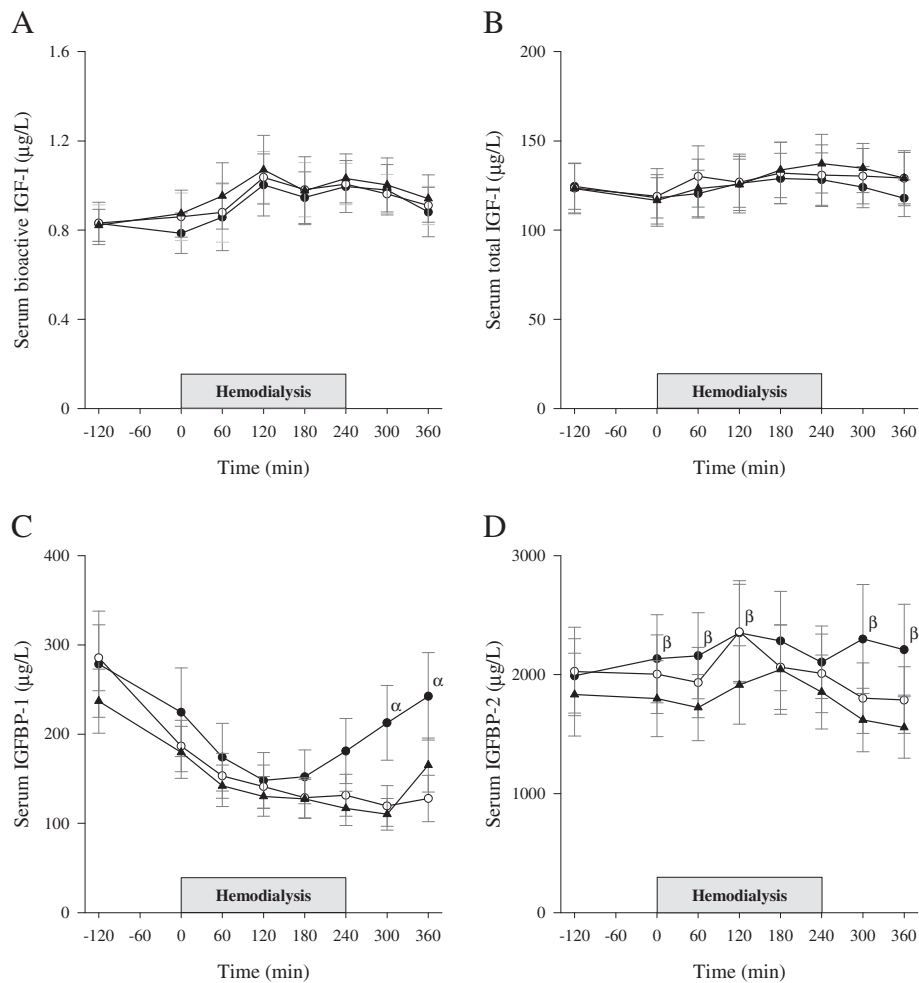 A
B
1.6
1.2
0.8
0.4
0
Serum bioactive IGF-I (µg/L)
Hemodialysis
-120 -60 0 60 120 180 240 300 360
Time (min)
200
150
100
50
0
Serum total IGF-I (µg/L)
Hemodialysis
-120 -60 0 60 120 180 240 300 360
Time (min)
C
D
400
300
200
100
0
Serum IGFBP-1 (µg/L)
α
α
Hemodialysis
-120 -60 0 60 120 180 240 300 360
Time (min)
3000
2000
1000
0
Serum IGFBP-2 (µg/L)
β
β
β
β
β
Hemodialysis
-120 -60 0 60 120 180 240 300 360
Time (min)